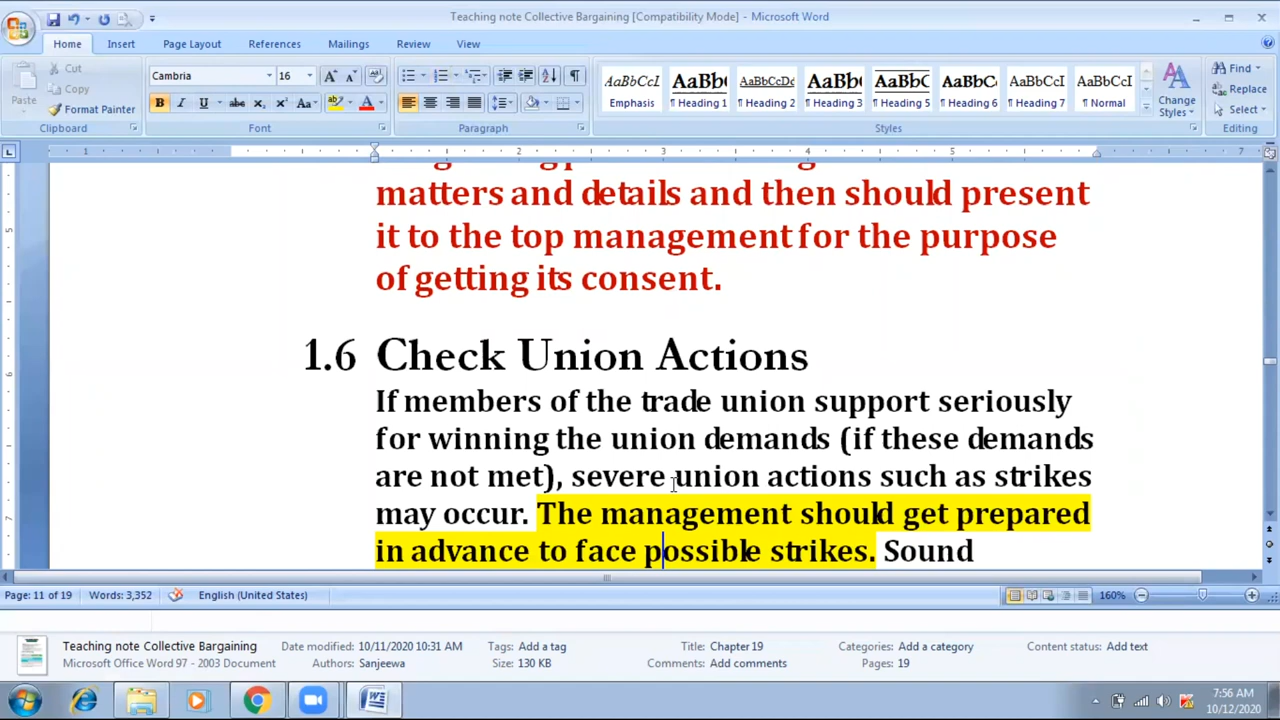 Teaching note Collective Bargaining [Compatibility Mode] - Microsoft Word
Home Insert Page Layout References Mailings Review View
Cut
Copy
Format Painter
Paste
Clipboard
Cambria 16
Font
Paragraph
AaBbCcI AaBb( AaBbCcDc AaBb( AaBbC AaBbC AaBbCcI AaBbCcI
Emphasis ¶ Heading 1 ¶ Heading 2 ¶ Heading 3 ¶ Heading 5 ¶ Heading 6 ¶ Heading 7 ¶ Normal
Change Styles
Styles
Find
Replace
Select
Editing
matters and details and then should present
it to the top management for the purpose
of getting its consent.
1.6 Check Union Actions
If members of the trade union support seriously
for winning the union demands (if these demands
are not met), severe union actions such as strikes
may occur. The management should get prepared
in advance to face possible strikes. Sound
Page: 11 of 19 Words: 3,352 English (United States) 160%
Teaching note Collective Bargaining Date modified: 10/11/2020 10:31 AM Tags: Add a tag Title: Chapter 19 Categories: Add a category Content status: Add text
Microsoft Office Word 97 - 2003 Document Authors: Sanjeewa Size: 130 KB Comments: Add comments Pages: 19
7:56 AM
10/12/2020